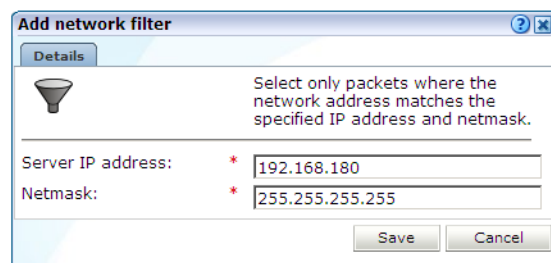 Add network filter
Details
Select only packets where the
network address matches the
specified IP address and netmask.
Server IP address: * 192.168.180
Netmask: * 255.255.255.255
Save Cancel